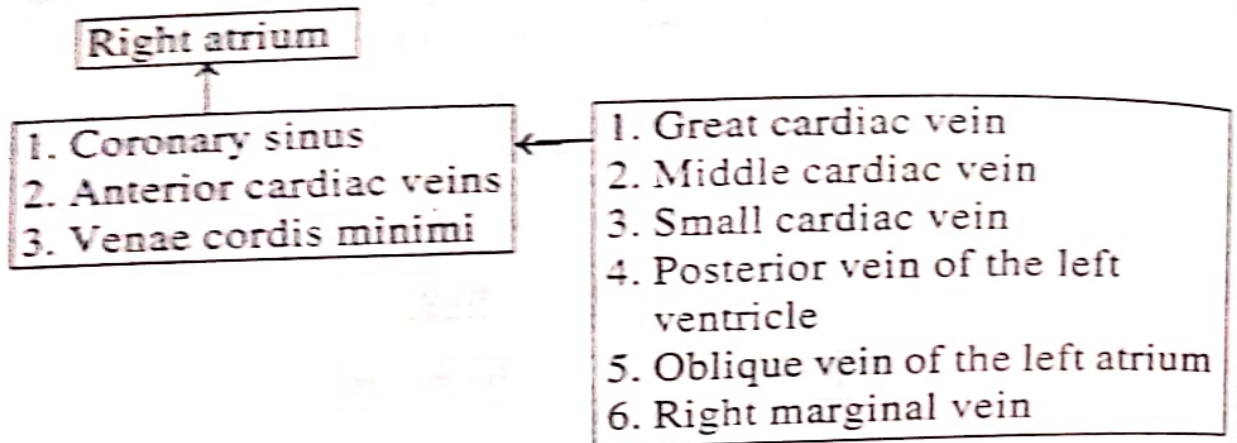 Right atrium
1. Coronary sinus
2. Anterior cardiac veins
3. Venae cordis minimi
1. Great cardiac vein
2. Middle cardiac vein
3. Small cardiac vein
4. Posterior vein of the left
ventricle
5. Oblique vein of the left atrium
6. Right marginal vein